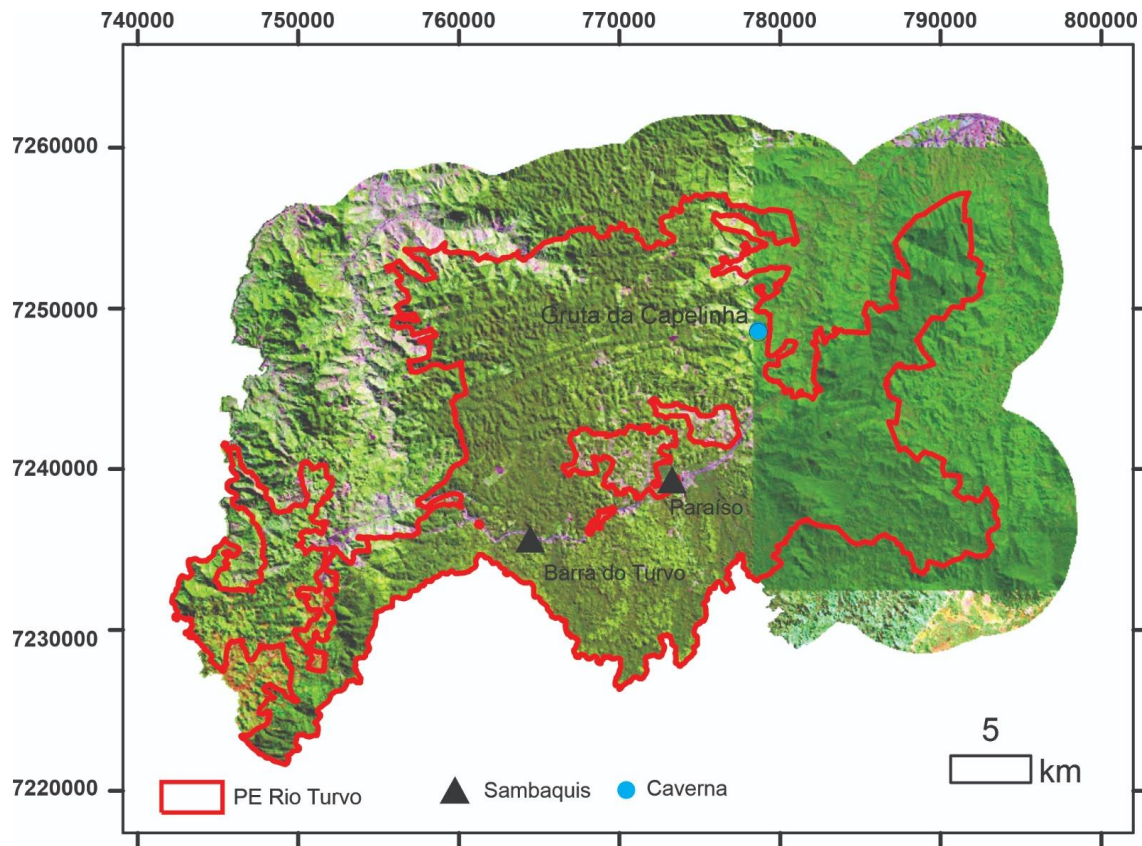 740000 750000 760000 770000 780000 790000 800000
7260000
7250000
Gruta da Capelinha
7240000
Paraíso
Barra do Turvo
7230000
5
km
7220000
PE Rio Turvo
Sambaquis
Caverna